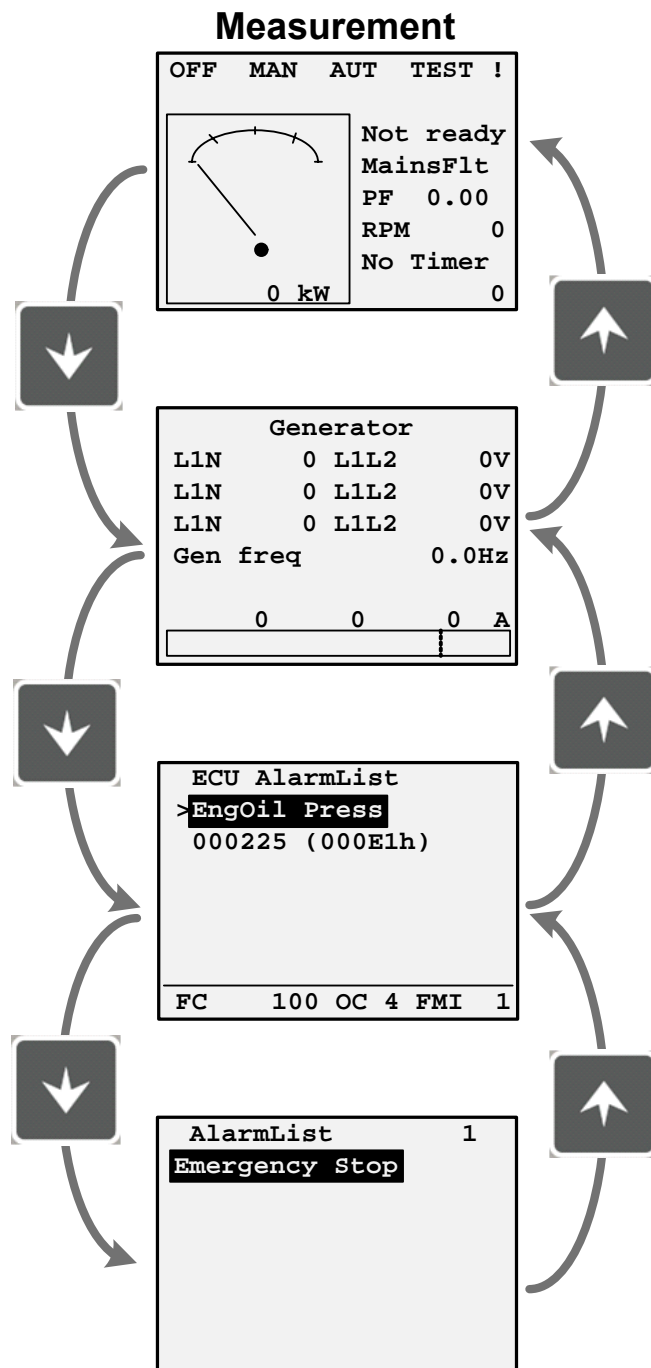 Measurement
OFF MAN AUT TEST !
Not ready
MainsFlt
PF 0.00
RPM 0
No Timer
0 kW 0
Generator
L1N 0 L1L2 0V
L1N 0 L1L2 0V
L1N 0 L1L2 0V
Gen freq 0.0Hz
0 0 0 A
ECU AlarmList
>EngOil Press
000225 (000E1h)
FC 100 OC 4 FMI 1
AlarmList 1
Emergency Stop